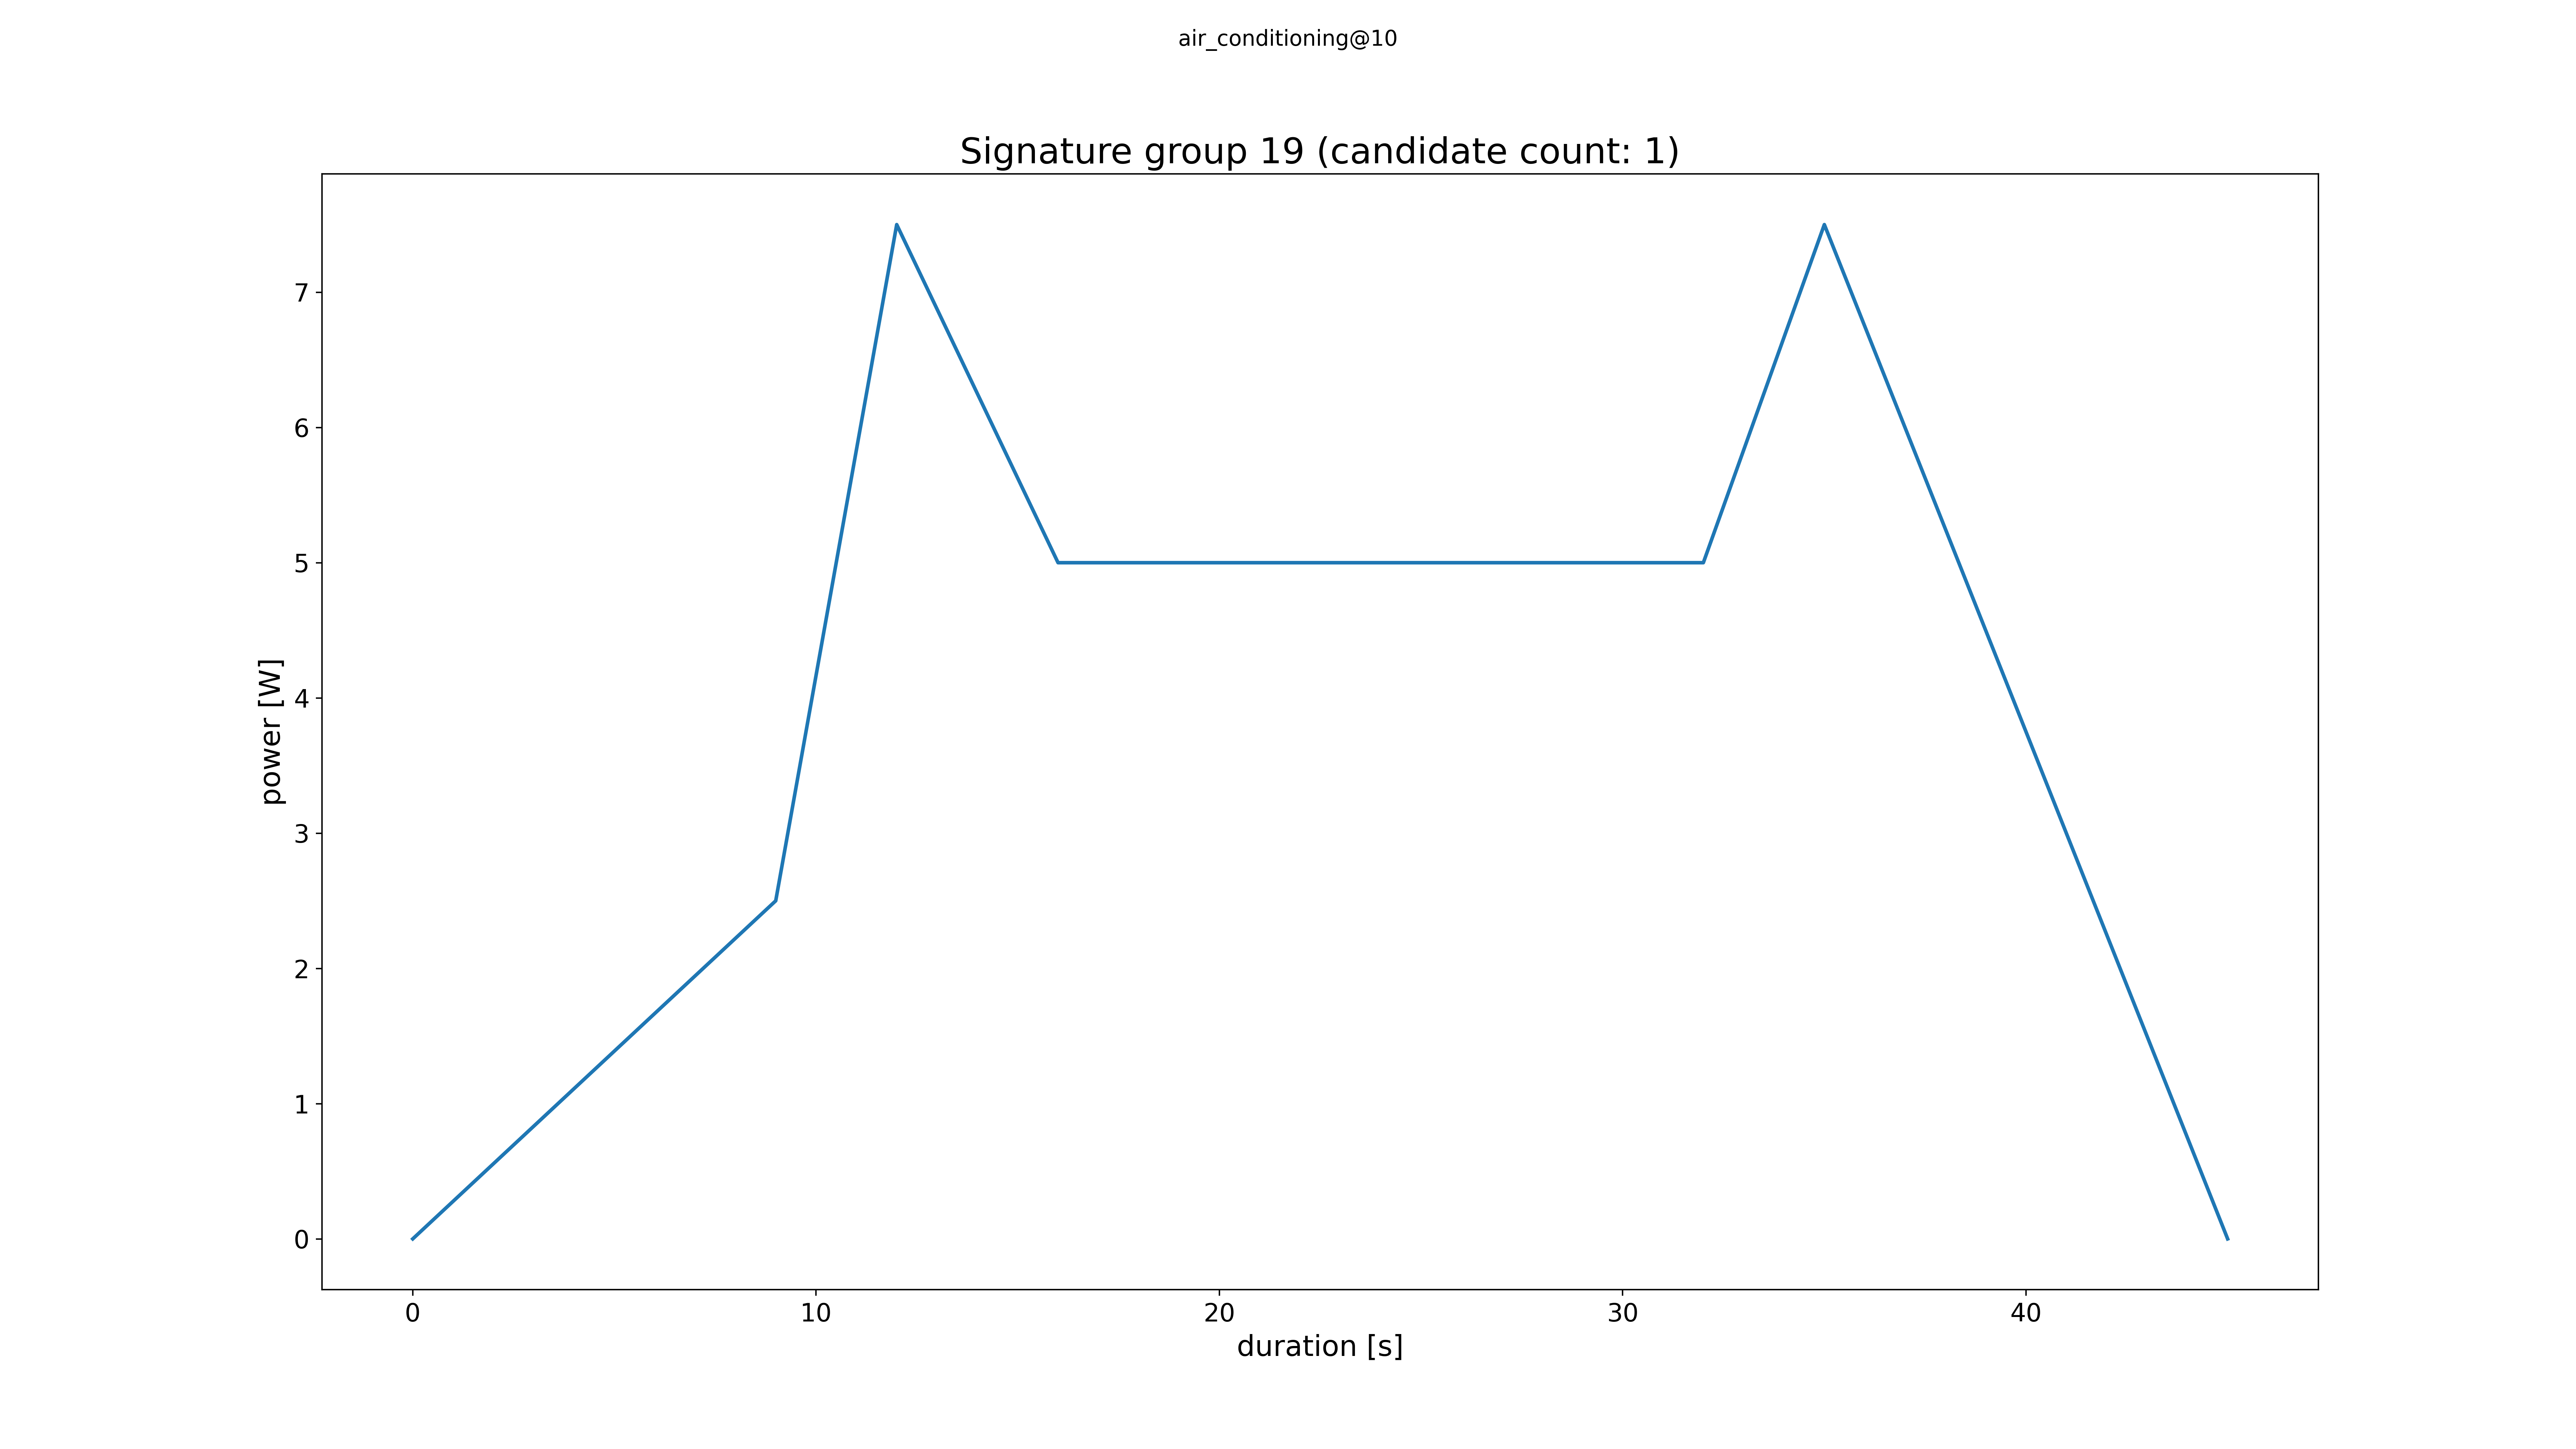 air_conditioning@10
Signature group 19 (candidate count: 1)
power [W]
7
6
5
4
3
2
1
0
0 10 20 30 40
duration [s]